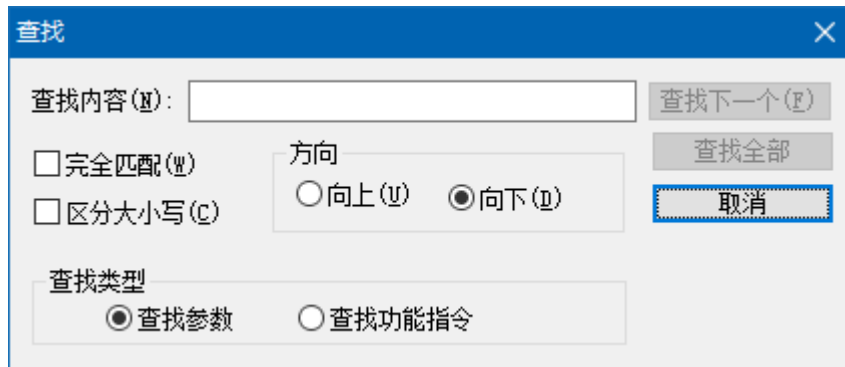 查找
查找内容(N): 查找下一个(F)
完全匹配(W) 方向 查找全部
向上(U) 向下(D) 取消
区分大小写(C)
查找类型
查找参数 查找功能指令